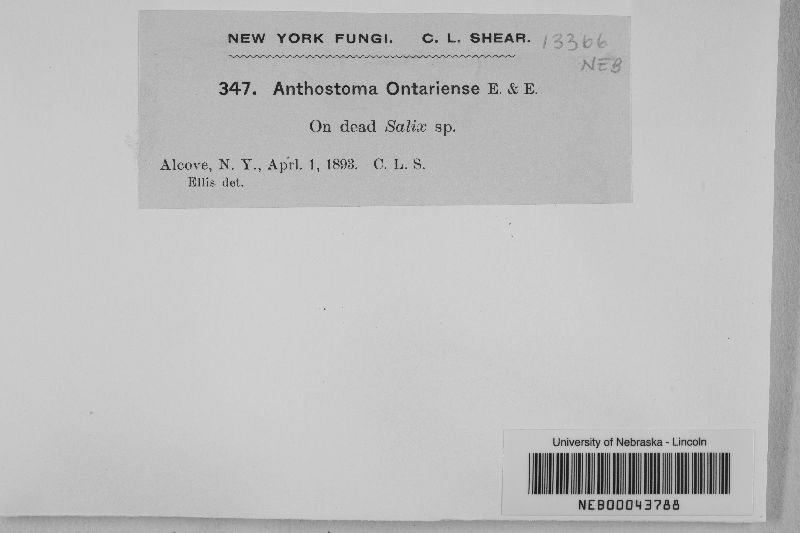 NEW YORK FUNGI. C. L. SHEAR. 13366
NEB
347. Anthostoma Ontariense E. & E.
On dead Salix sp.
Alcove, N. Y., Aprl. 1, 1893. C. L. S.
Ellis det.
University of Nebraska - Lincoln
NEB00043788